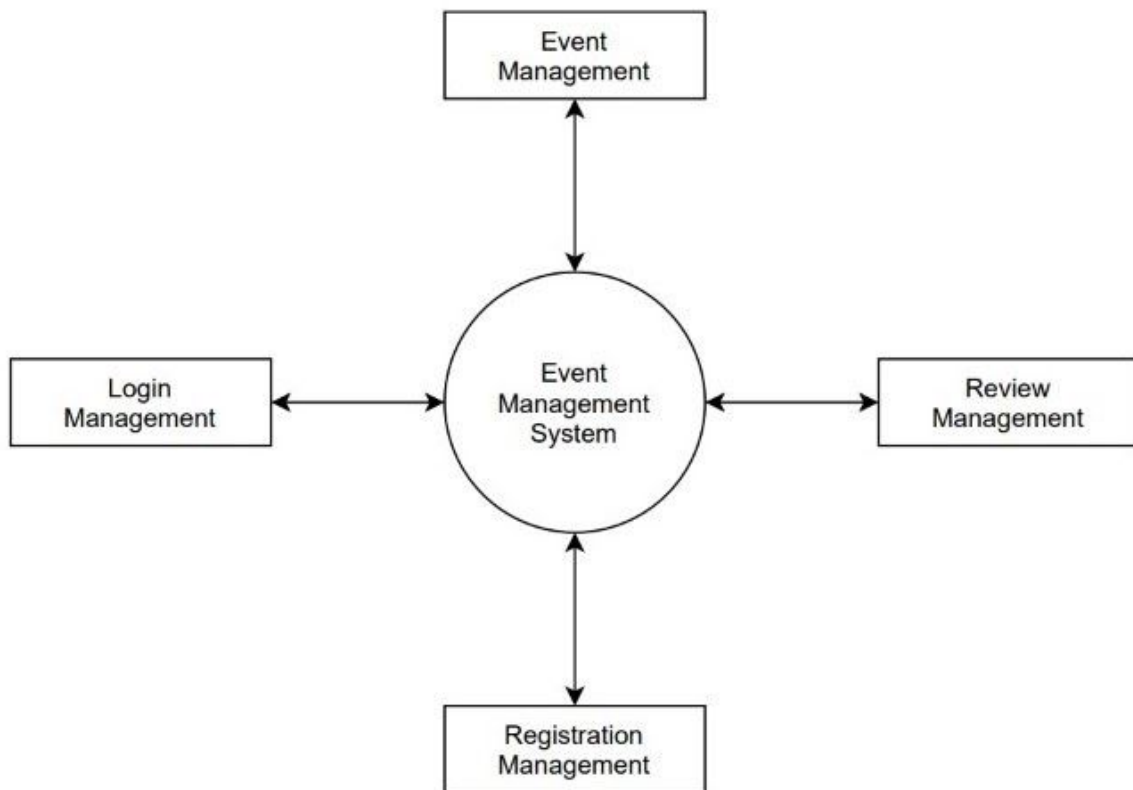 Event
Management
Login
Management
Event
Management
System
Review
Management
Registration
Management